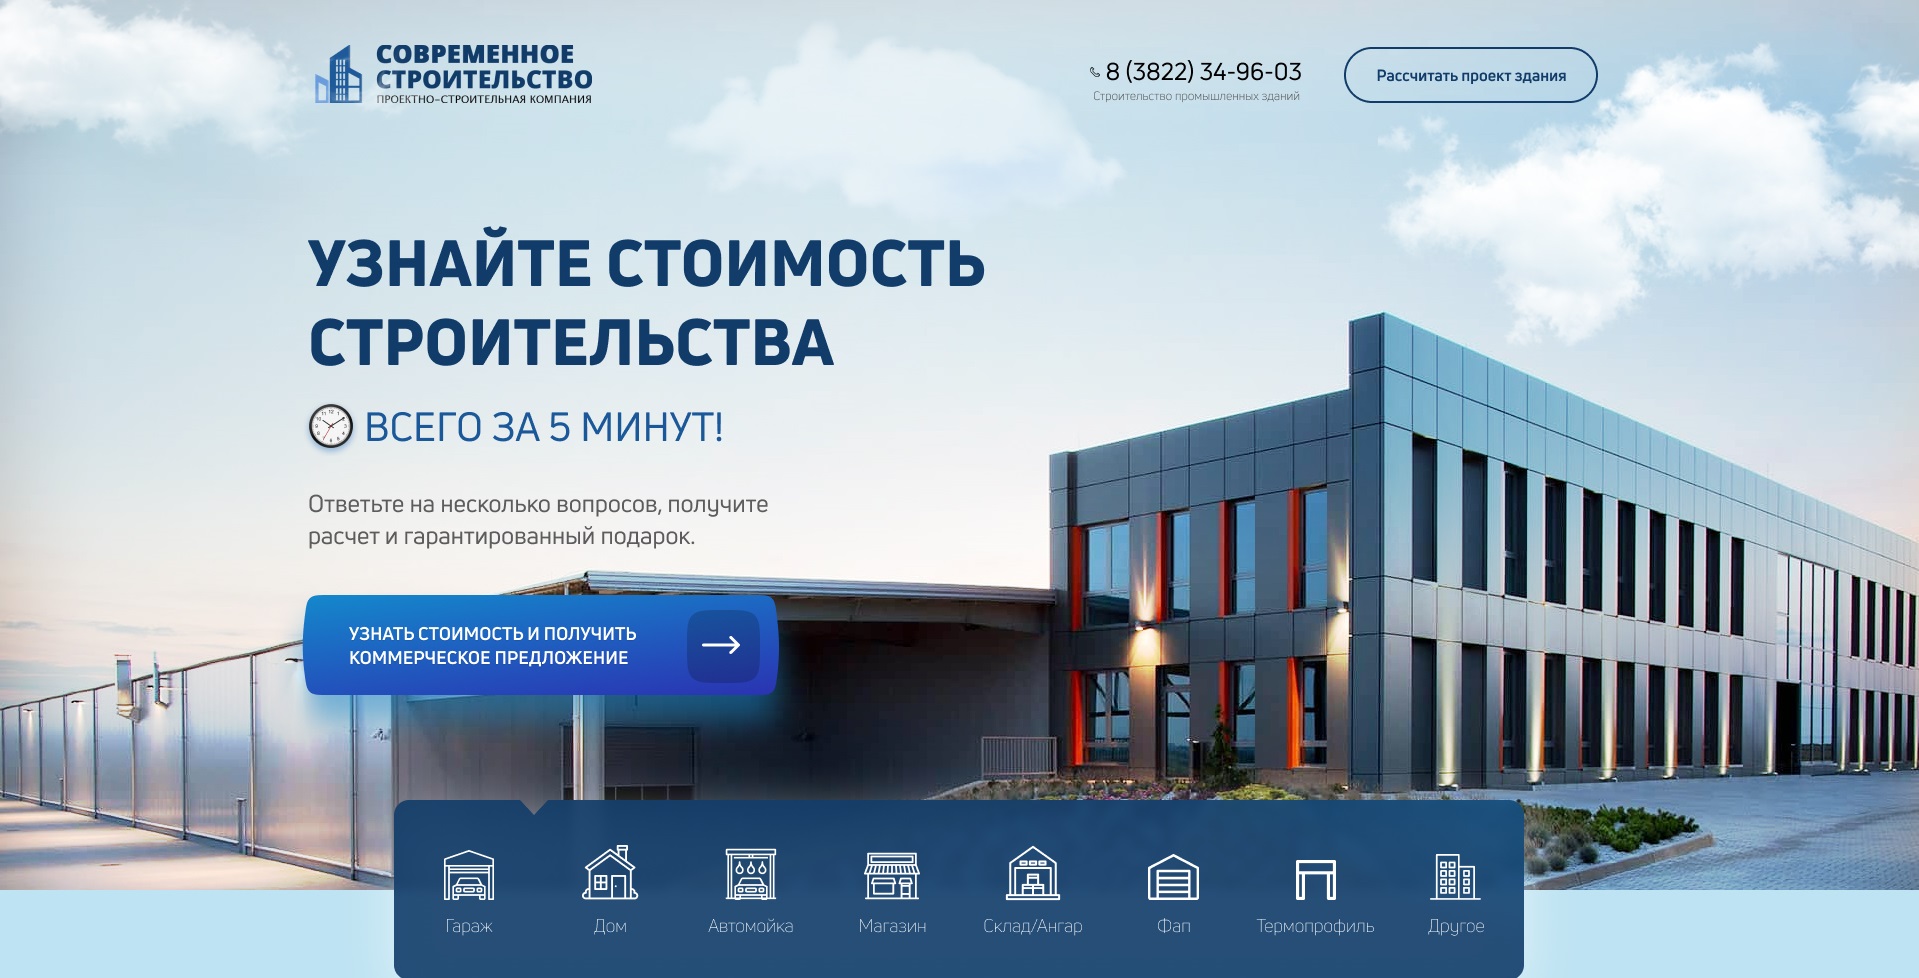 СОВРЕМЕННОЕ
СТРОИТЕЛЬСТВО
ПРОЕКТНО-СТРОИТЕЛЬНАЯ КОМПАНИЯ
8 (3822) 34-96-03
Строительство промышленных зданий
Рассчитать проект здания
УЗНАЙТЕ СТОИМОСТЬ
СТРОИТЕЛЬСТВА
ВСЕГО ЗА 5 МИНУТ!
Ответьте на несколько вопросов, получите
расчет и гарантированный подарок.
УЗНАТЬ СТОИМОСТЬ И ПОЛУЧИТЬ
КОММЕРЧЕСКОЕ ПРЕДЛОЖЕНИЕ
Гараж Дом Автомойка Магазин Склад/Ангар Фап Термопрофиль Другое